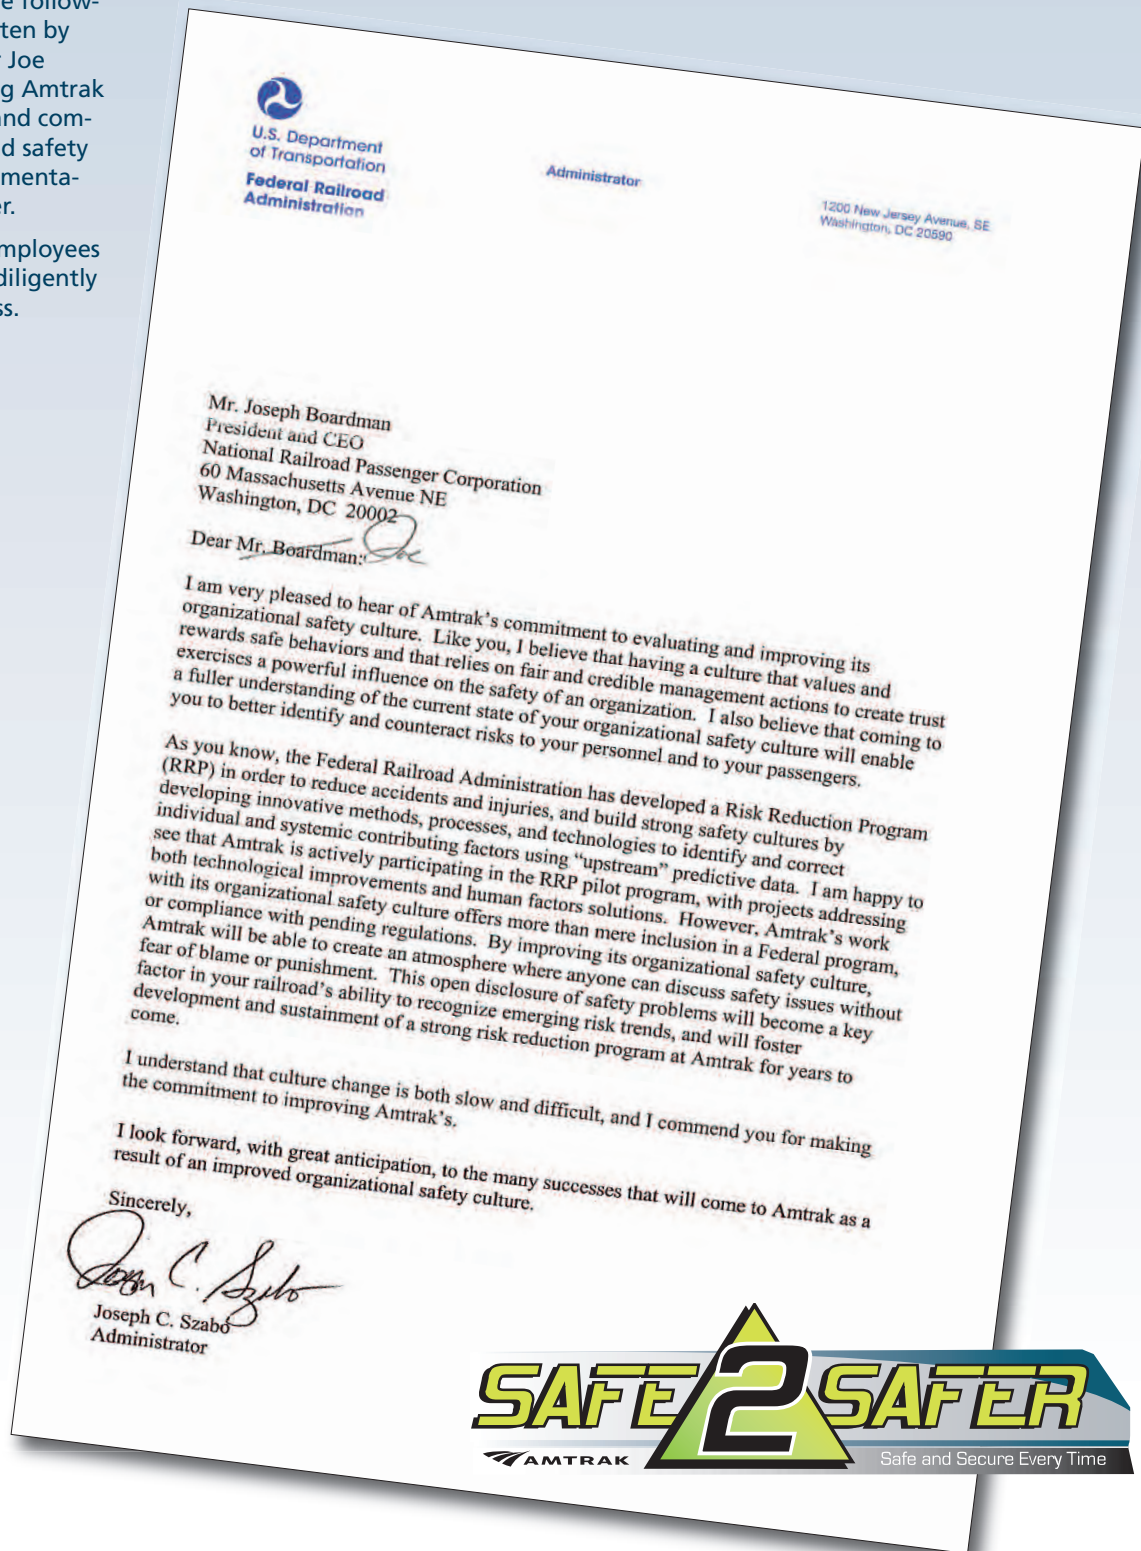 e follow-
ten by
Joe
g Amtrak
and com-
d safety
menta-
er.
employees
diligently
ss.
U.S. Department
of Transportation
Federal Railroad
Administration
Administrator
1200 New Jersey Avenue, SE
Washington, DC 20590
Mr. Joseph Boardman
President and CEO
National Railroad Passenger Corporation
60 Massachusetts Avenue NE
Washington, DC 20002
Dear Mr. Boardman: Joe
I am very pleased to hear of Amtrak's commitment to evaluating and improving its
organizational safety culture. Like you, I believe that having a culture that values and
rewards safe behaviors and that relies on fair and credible management actions to create trust
exercises a powerful influence on the safety of an organization. I also believe that coming to
a fuller understanding of the current state of your organizational safety culture will enable
you to better identify and counteract risks to your personnel and to your passengers.
As you know, the Federal Railroad Administration has developed a Risk Reduction Program
(RRP) in order to reduce accidents and injuries, and build strong safety cultures by
developing innovative methods, processes, and technologies to identify and correct
individual and systemic contributing factors using “upstream” predictive data. I am happy to
see that Amtrak is actively participating in the RRP pilot program, with projects addressing
both technological improvements and human factors solutions. However, Amtrak's work
with its organizational safety culture offers more than mere inclusion in a Federal program,
or compliance with pending regulations. By improving its organizational safety culture,
Amtrak will be able to create an atmosphere where anyone can discuss safety issues without
fear of blame or punishment. This open disclosure of safety problems will become a key
factor in your railroad's ability to recognize emerging risk trends, and will foster
development and sustainment of a strong risk reduction program at Amtrak for years to
come.
I understand that culture change is both slow and difficult, and I commend you for making
the commitment to improving Amtrak's.
I look forward, with great anticipation, to the many successes that will come to Amtrak as a
result of an improved organizational safety culture.
Sincerely,
Joseph C. Szabo
Joseph C. Szabo
Administrator
SAFE 2 SAFER
AMTRAK
Safe and Secure Every Time